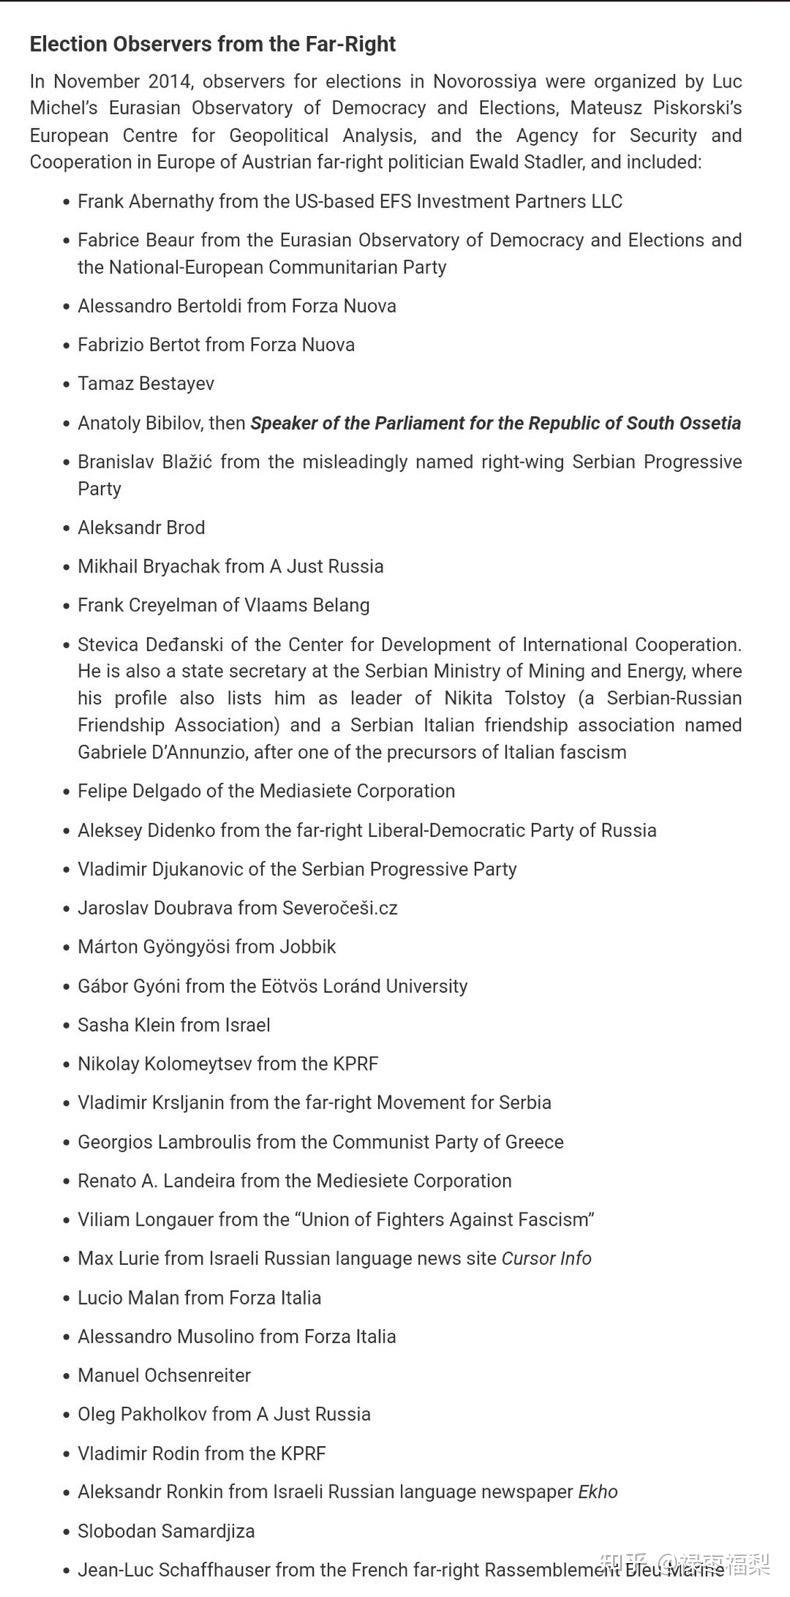 Election Observers from the Far-Right
In November 2014, observers for elections in Novorossiya were organized by Luc
Michel's Eurasian Observatory of Democracy and Elections, Mateusz Piskorski's
European Centre for Geopolitical Analysis, and the Agency for Security and
Cooperation in Europe of Austrian far-right politician Ewald Stadler, and included:
• Frank Abernathy from the US-based EFS Investment Partners LLC
• Fabrice Beaur from the Eurasian Observatory of Democracy and Elections and
the National-European Communitarian Party
• Alessandro Bertoldi from Forza Nuova
• Fabrizio Bertot from Forza Nuova
• Tamaz Bestayev
• Anatoly Bibilov, then Speaker of the Parliament for the Republic of South Ossetia
• Branislav Blažić from the misleadingly named right-wing Serbian Progressive
Party
• Aleksandr Brod
• Mikhail Bryachak from A Just Russia
• Frank Creyelman of Vlaams Belang
• Stevica Deđanski of the Center for Development of International Cooperation.
He is also a state secretary at the Serbian Ministry of Mining and Energy, where
his profile also lists him as leader of Nikita Tolstoy (a Serbian-Russian
Friendship Association) and a Serbian Italian friendship association named
Gabriele D'Annunzio, after one of the precursors of Italian fascism
• Felipe Delgado of the Mediasiete Corporation
• Aleksey Didenko from the far-right Liberal-Democratic Party of Russia
• Vladimir Djukanovic of the Serbian Progressive Party
• Jaroslav Doubrava from Severočeši.cz
• Márton Gyöngyösi from Jobbik
• Gábor Gyóni from the Eötvös Loránd University
• Sasha Klein from Israel
• Nikolay Kolomeytsev from the KPRF
• Vladimir Krsljanin from the far-right Movement for Serbia
• Georgios Lambroulis from the Communist Party of Greece
• Renato A. Landeira from the Mediesiete Corporation
• Viliam Longauer from the “Union of Fighters Against Fascism”
• Max Lurie from Israeli Russian language news site Cursor Info
• Lucio Malan from Forza Italia
• Alessandro Musolino from Forza Italia
• Manuel Ochsenreiter
• Oleg Pakholkov from A Just Russia
• Vladimir Rodin from the KPRF
• Aleksandr Ronkin from Israeli Russian language newspaper Ekho
• Slobodan Samardjiza
• Jean-Luc Schaffhauser from the French far-right Rassemblement Bleu Marine
知乎 @禄枣福梨